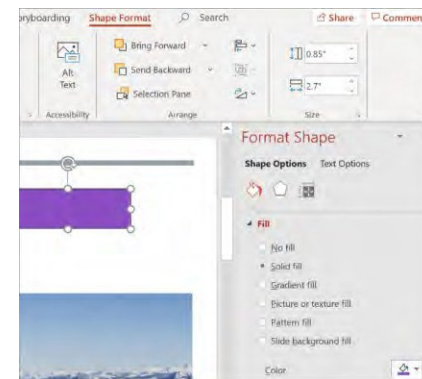 oryboarding Shape Format Search Share Commen
Bring Forward
Alt Text
Send Backward
Selection Pane
0.85"
2.7"
Accessibility Arrange Size
Format Shape
Shape Options Text Options
Fill
No fill
Solid fill
Gradient fill
Picture or texture fill
Pattern fill
Slide background fill
Color